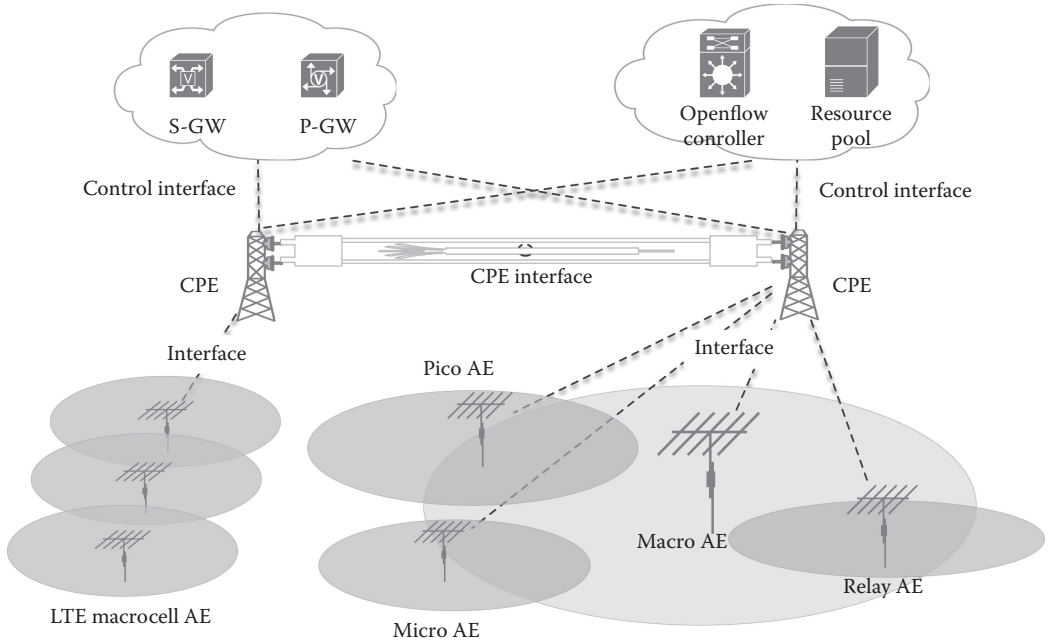 S-GW
P-GW
Openflow
conroller
Resource
pool
Control interface
Control interface
CPE
CPE interface
CPE
Interface
Interface
Pico AE
Macro AE
Relay AE
LTE macrocell AE
Micro AE
V
V